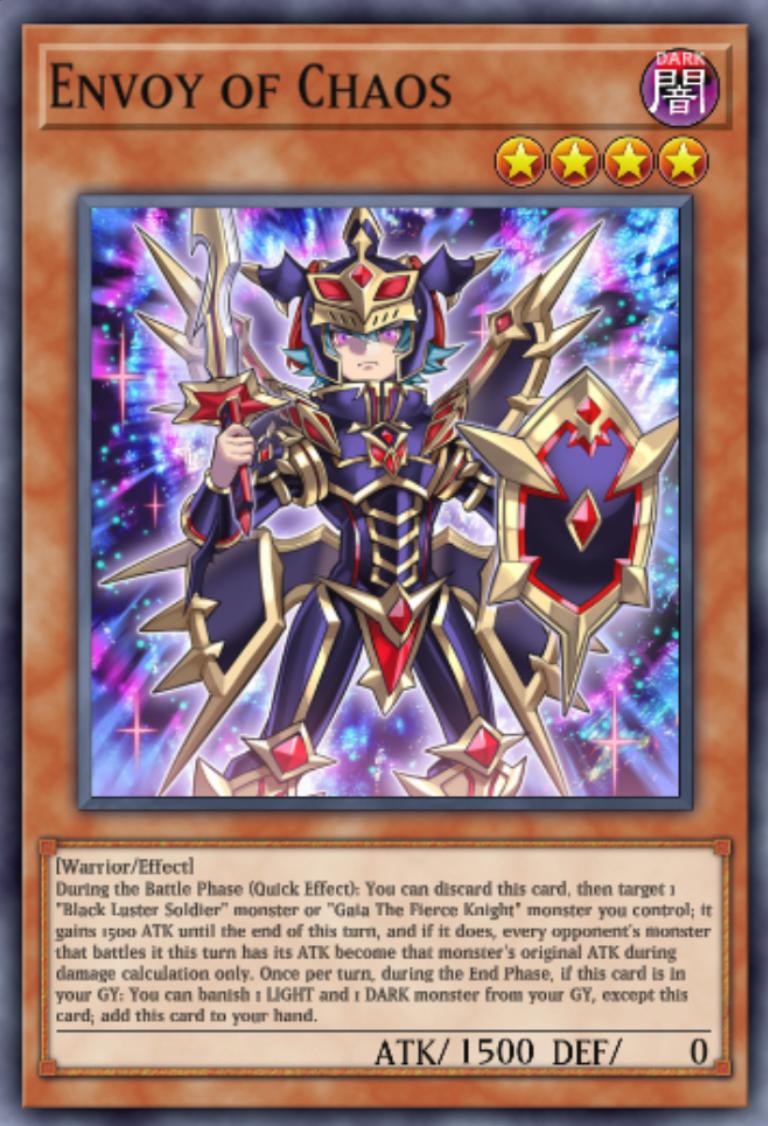 ENVOY OF CHAOS
DARK
闇
[Warrior/Effect]
During the Battle Phase (Quick Effect): You can discard this card, then target 1
"Black Luster Soldier" monster or "Gaia The Fierce Knight" monster you control; it
gains 1500 ATK until the end of this turn, and if it does, every opponent's monster
that battles it this turn has its ATK become that monster's original ATK during
damage calculation only. Once per turn, during the End Phase, if this card is in
your GY: You can banish 1 LIGHT and 1 DARK monster from your GY, except this
card; add this card to your hand.
ATK/ 1500 DEF/ 0